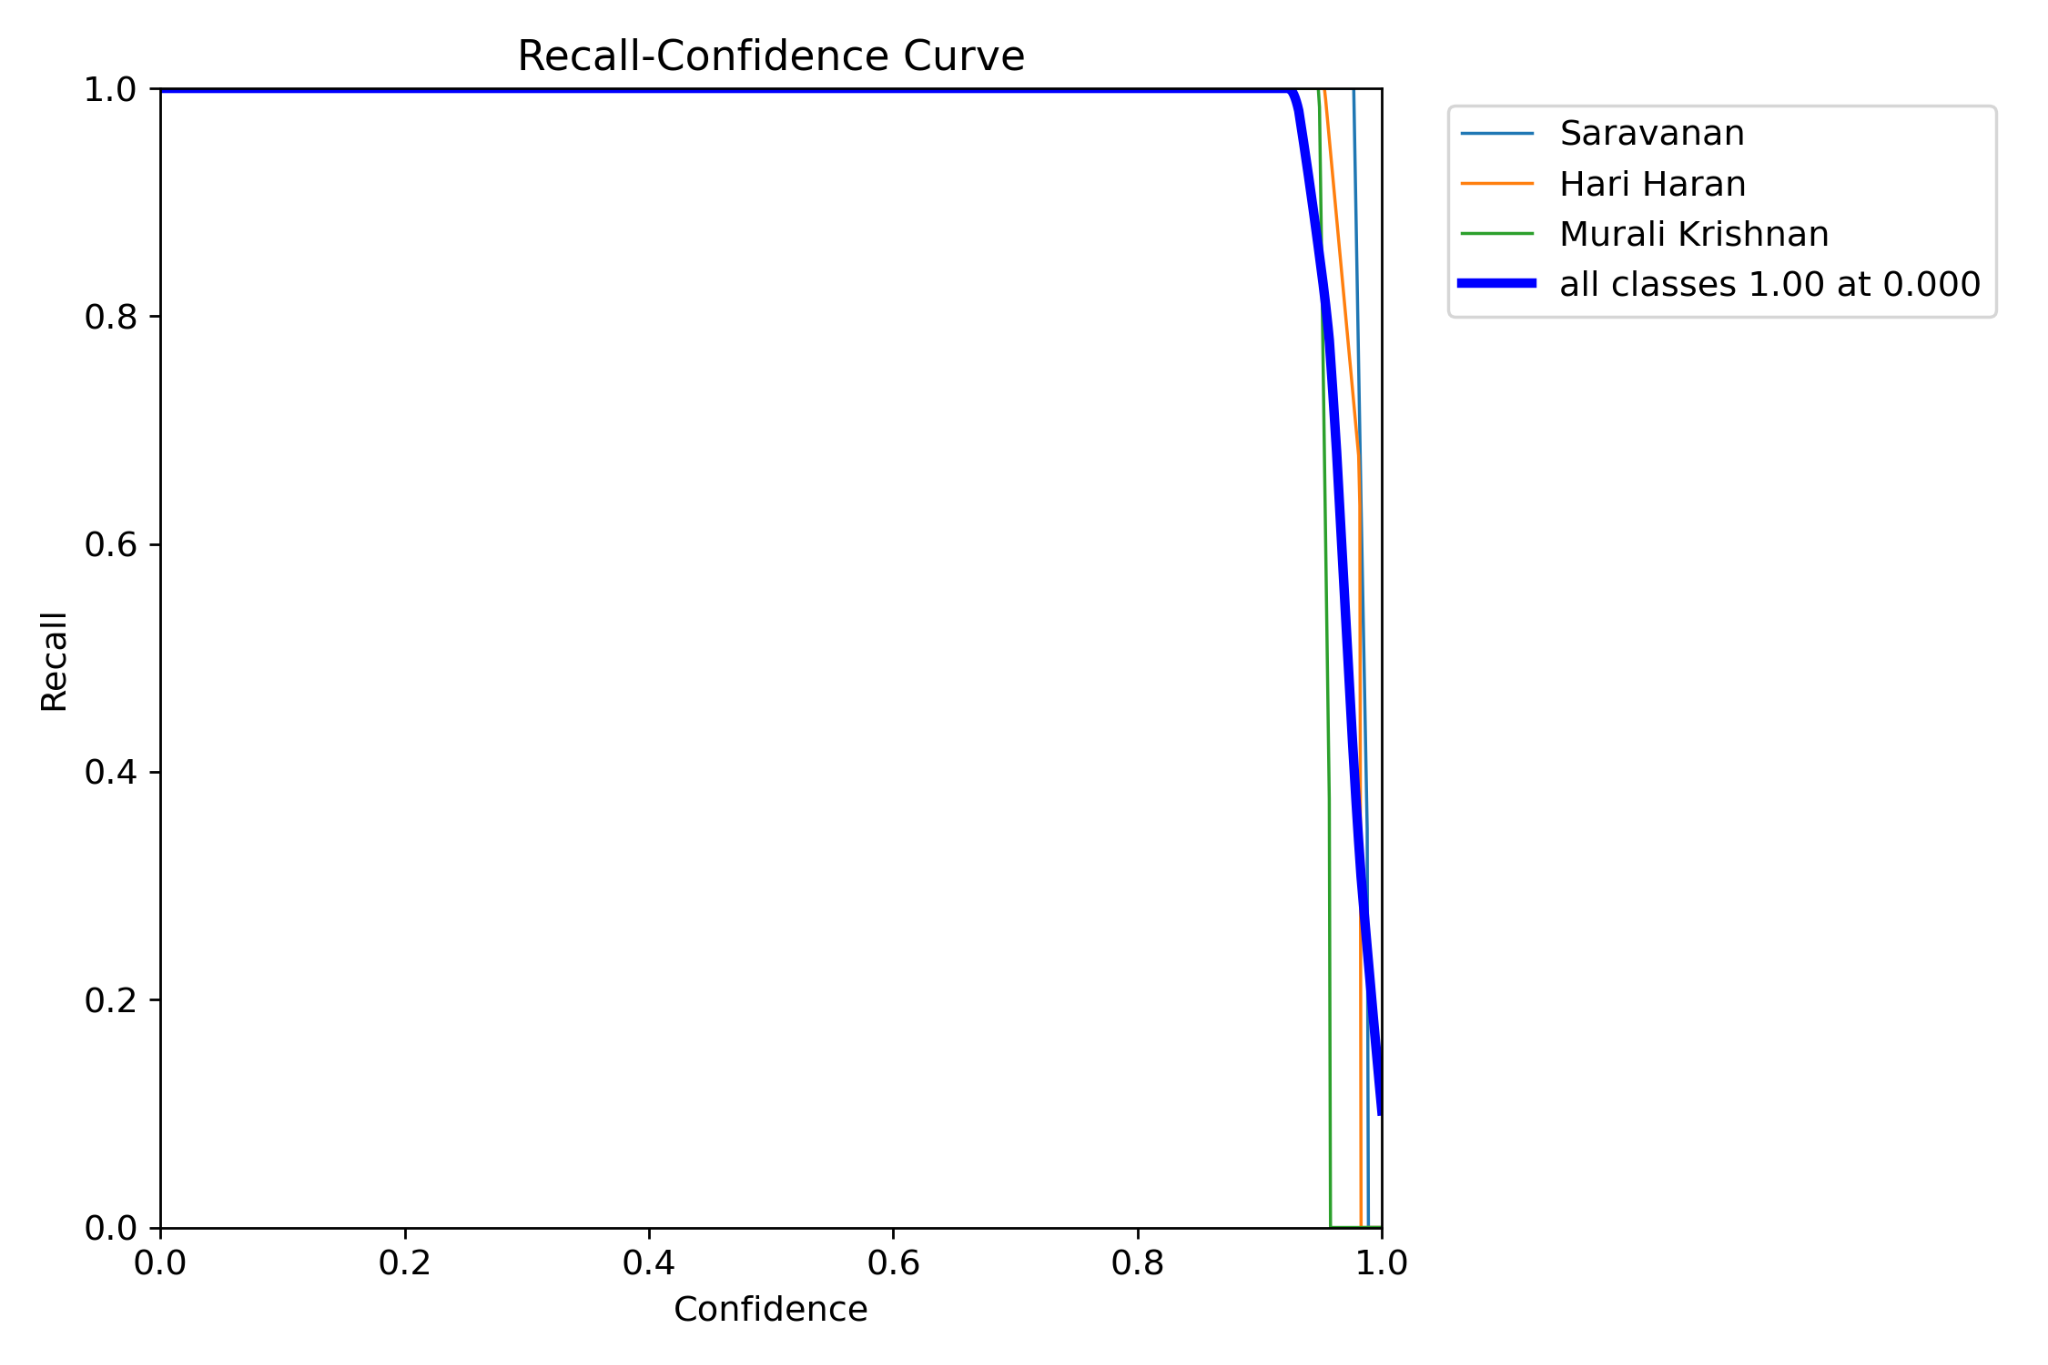 Recall-Confidence Curve
1.0
0.8
0.6
0.4
0.2
0.0
Recall
0.0 0.2 0.4 0.6 0.8 1.0
Confidence
Saravanan
Hari Haran
Murali Krishnan
all classes 1.00 at 0.000